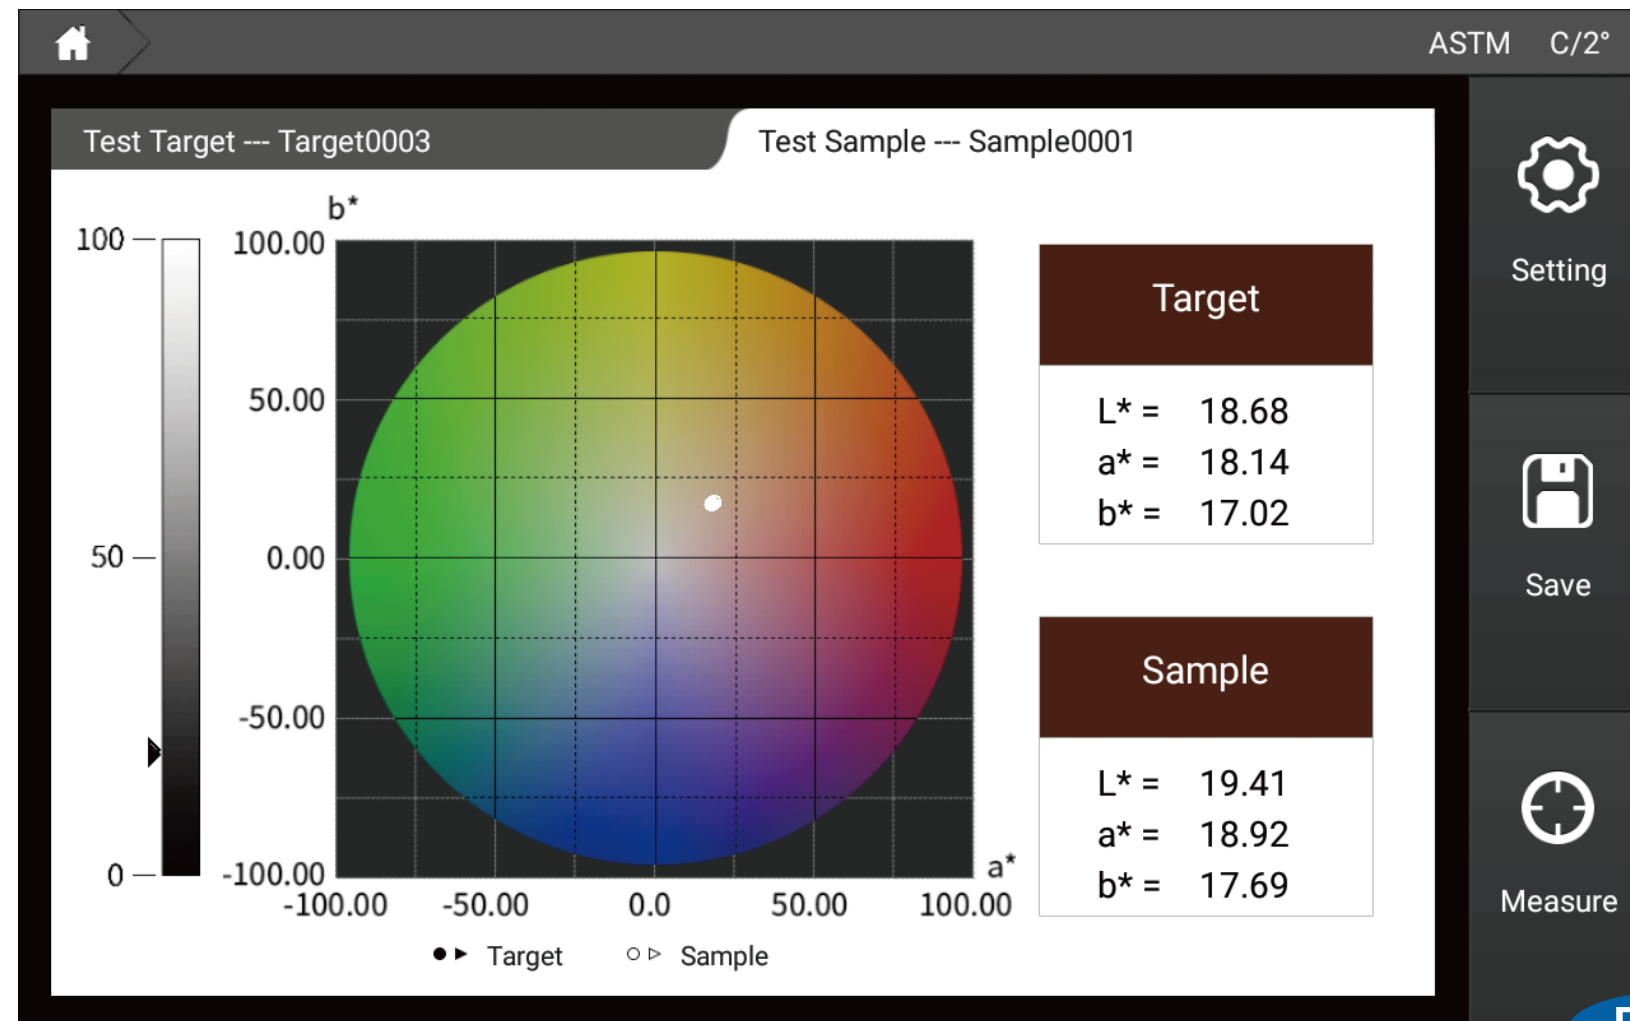 ASTM C/2°
Test Target --- Target0003
Test Sample --- Sample0001
b*
100
50
0
100.00
50.00
0.00
-50.00
-100.00
-100.00 -50.00 0.0 50.00 100.00
a*
Target
Sample
Target
L* = 18.68
a* = 18.14
b* = 17.02
Sample
L* = 19.41
a* = 18.92
b* = 17.69
Setting
Save
Measure